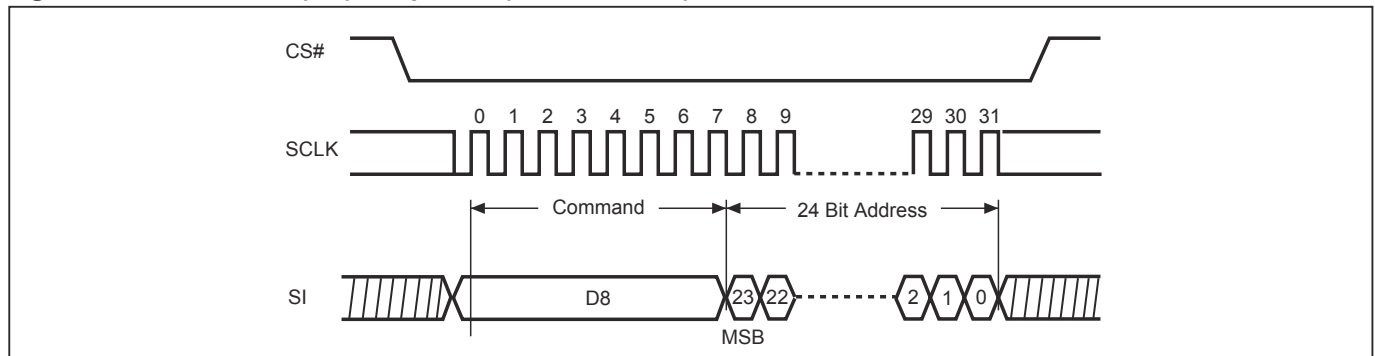 CS#
0 1 2 3 4 5 6 7 8 9 29 30 31
SCLK
Command 24 Bit Address
SI D8 23 22 2 1 0
MSB